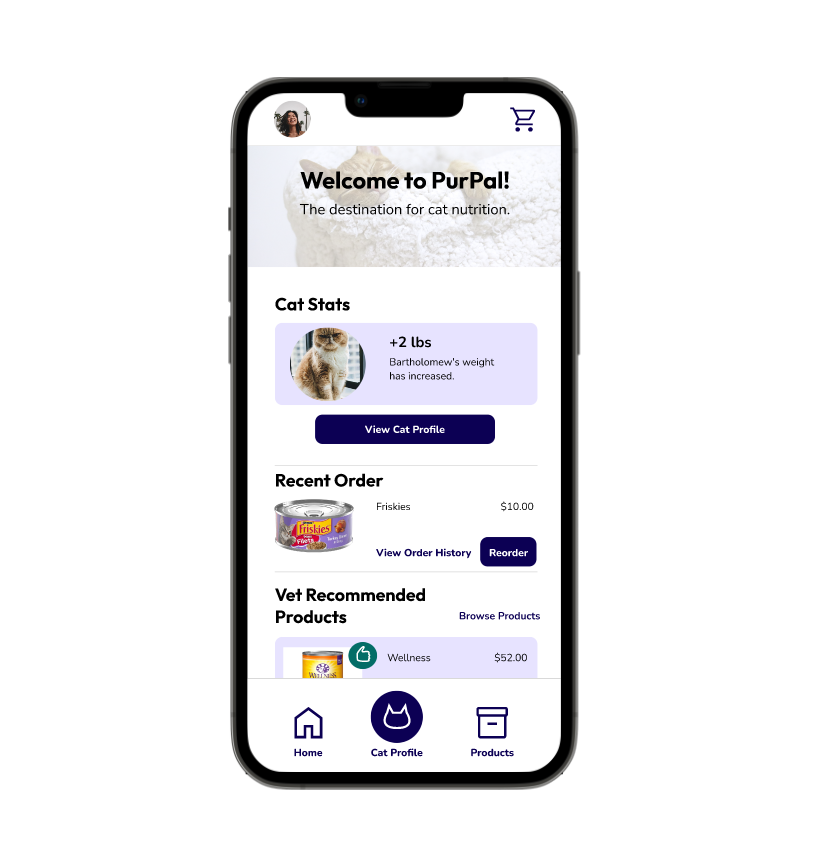 Welcome to PurPal!
The destination for cat nutrition.
Cat Stats
+2 lbs
Bartholomew's weight
has increased.
View Cat Profile
Recent Order
Friskies
$10.00
Friskies
View Order History
Reorder
Vet Recommended
Products
Browse Products
WELLNESS
Wellness
$52.00
Home
Cat Profile
Products